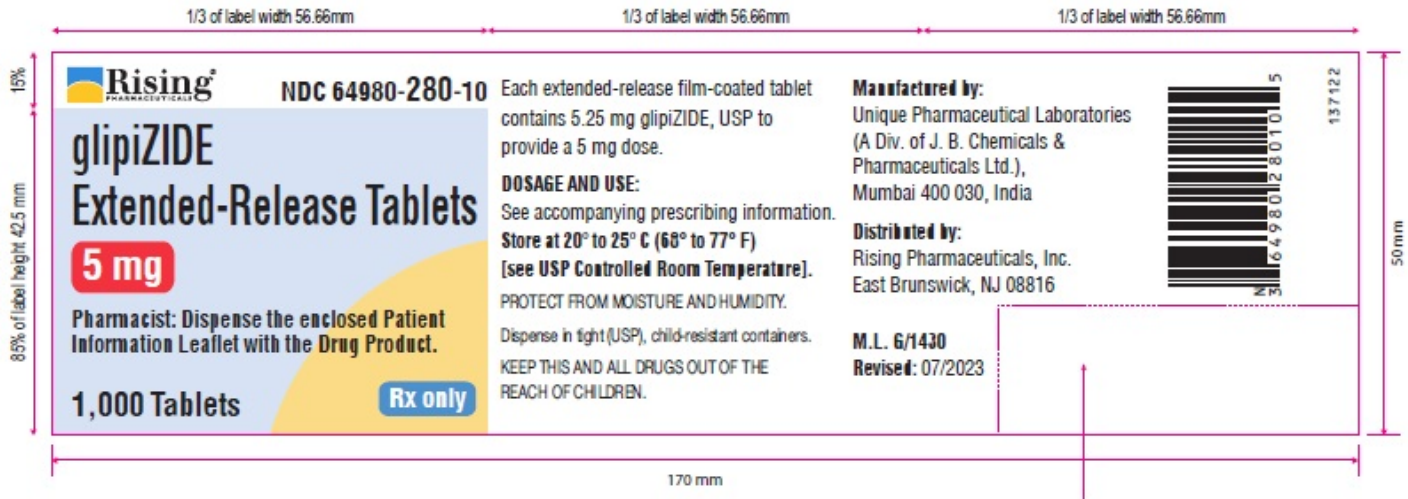 1/3 of label width 56.66mm
1/3 of label width 56.66mm
1/3 of label width 56.66mm
15%
85% of label height 42.5 mm
Rising®
PHARMACEUTICALS
NDC 64980-280-10
glipiZIDE
Extended-Release Tablets
5 mg
Pharmacist: Dispense the enclosed Patient
Information Leaflet with the Drug Product.
1,000 Tablets
Rx only
Each extended-release film-coated tablet
contains 5.25 mg glipiZIDE, USP to
provide a 5 mg dose.
DOSAGE AND USE:
See accompanying prescribing information.
Store at 20° to 25° C (68° to 77° F)
[see USP Controlled Room Temperature].
PROTECT FROM MOISTURE AND HUMIDITY.
Dispense in tight (USP), child-resistant containers.
KEEP THIS AND ALL DRUGS OUT OF THE
REACH OF CHILDREN.
Manufactured by:
Unique Pharmaceutical Laboratories
(A Div. of J. B. Chemicals &
Pharmaceuticals Ltd.),
Mumbai 400 030, India
Distributed by:
Rising Pharmaceuticals, Inc.
East Brunswick, NJ 08816
M.L. G/1430
Revised: 07/2023
N
3 64980 28010 5
137122
50 mm
170 mm